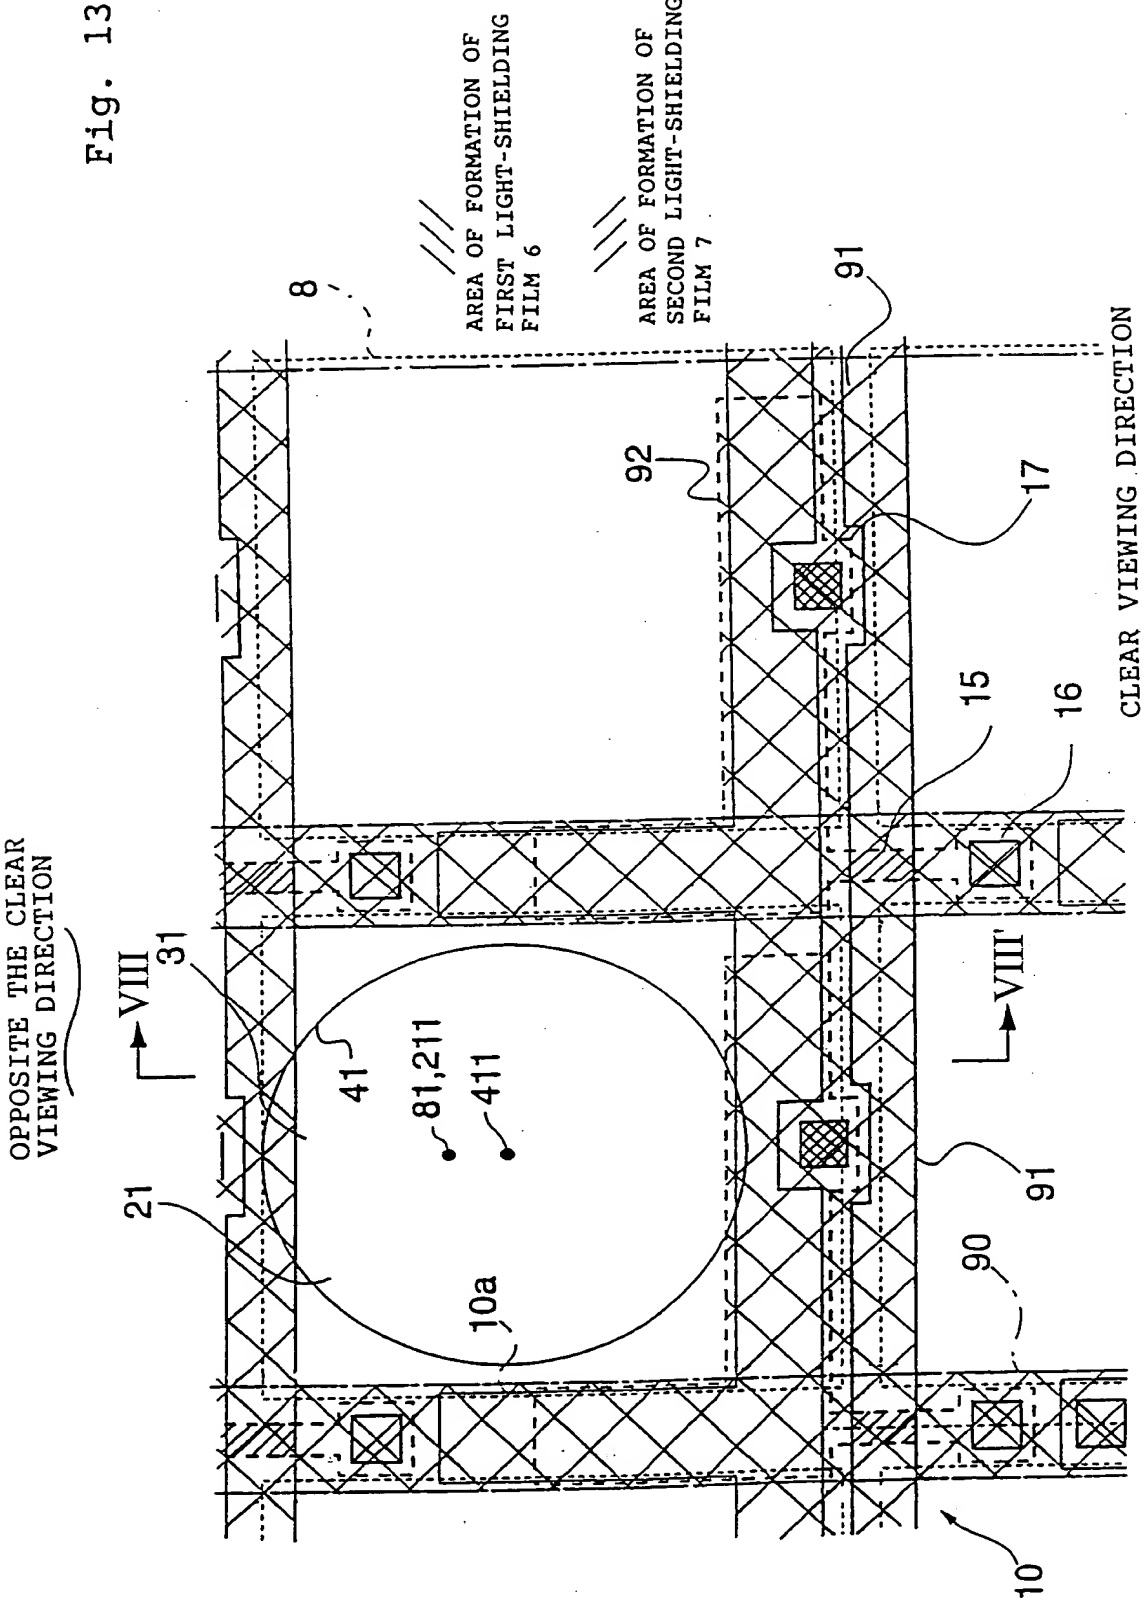 Fig. 13
OPPOSITE THE CLEAR
VIEWING DIRECTION
AREA OF FORMATION OF
FIRST LIGHT-SHIELDING
FILM 6
AREA OF FORMATION OF
SECOND LIGHT-SHIELDING
FILM 7
8
VIII
31
21
41
81,211
411
10a
92
91
17
15
16
VIII'
91
90
10
CLEAR VIEWING DIRECTION